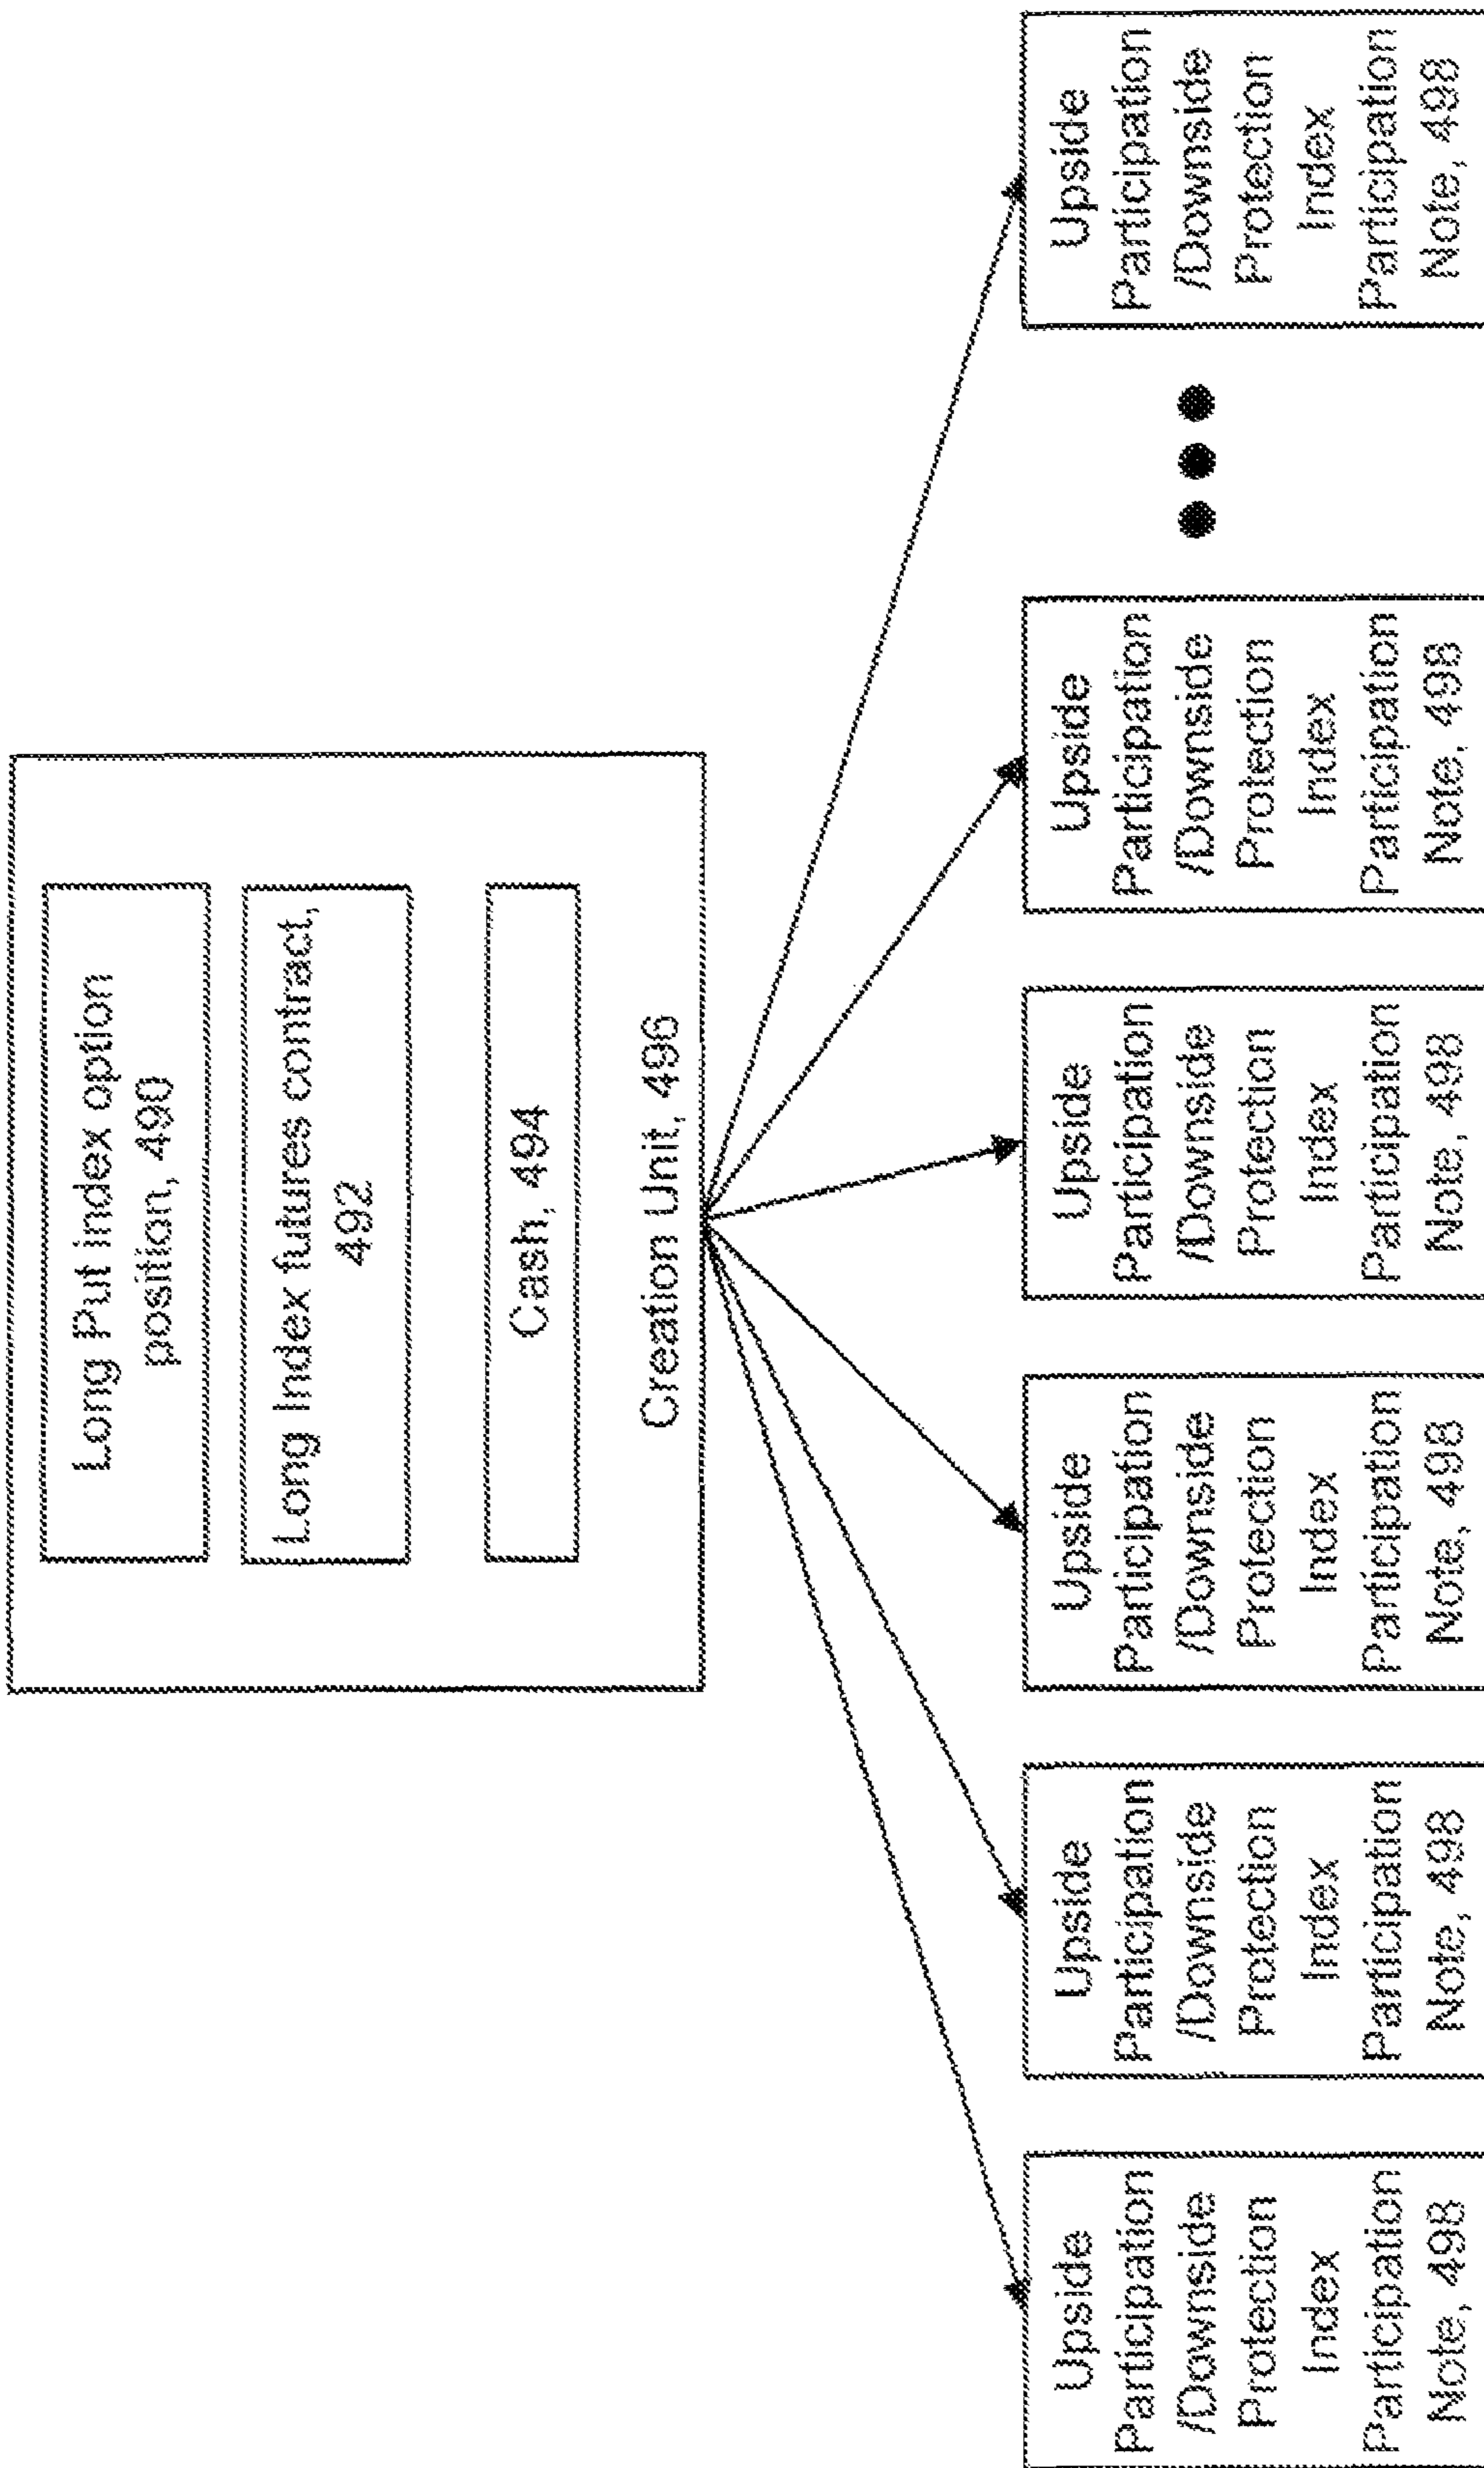 Long Put index option
position, 490
Long Index futures contract,
492
Cash, 494
Creation Unit, 496
Upside
Participation
/Downside
Protection
Index
Participation
Note, 498
Upside
Participation
/Downside
Protection
Index
Participation
Note, 498
Upside
Participation
/Downside
Protection
Index
Participation
Note, 498
Upside
Participation
/Downside
Protection
Index
Participation
Note, 498
Upside
Participation
/Downside
Protection
Index
Participation
Note, 498
Upside
Participation
/Downside
Protection
Index
Participation
Note, 498